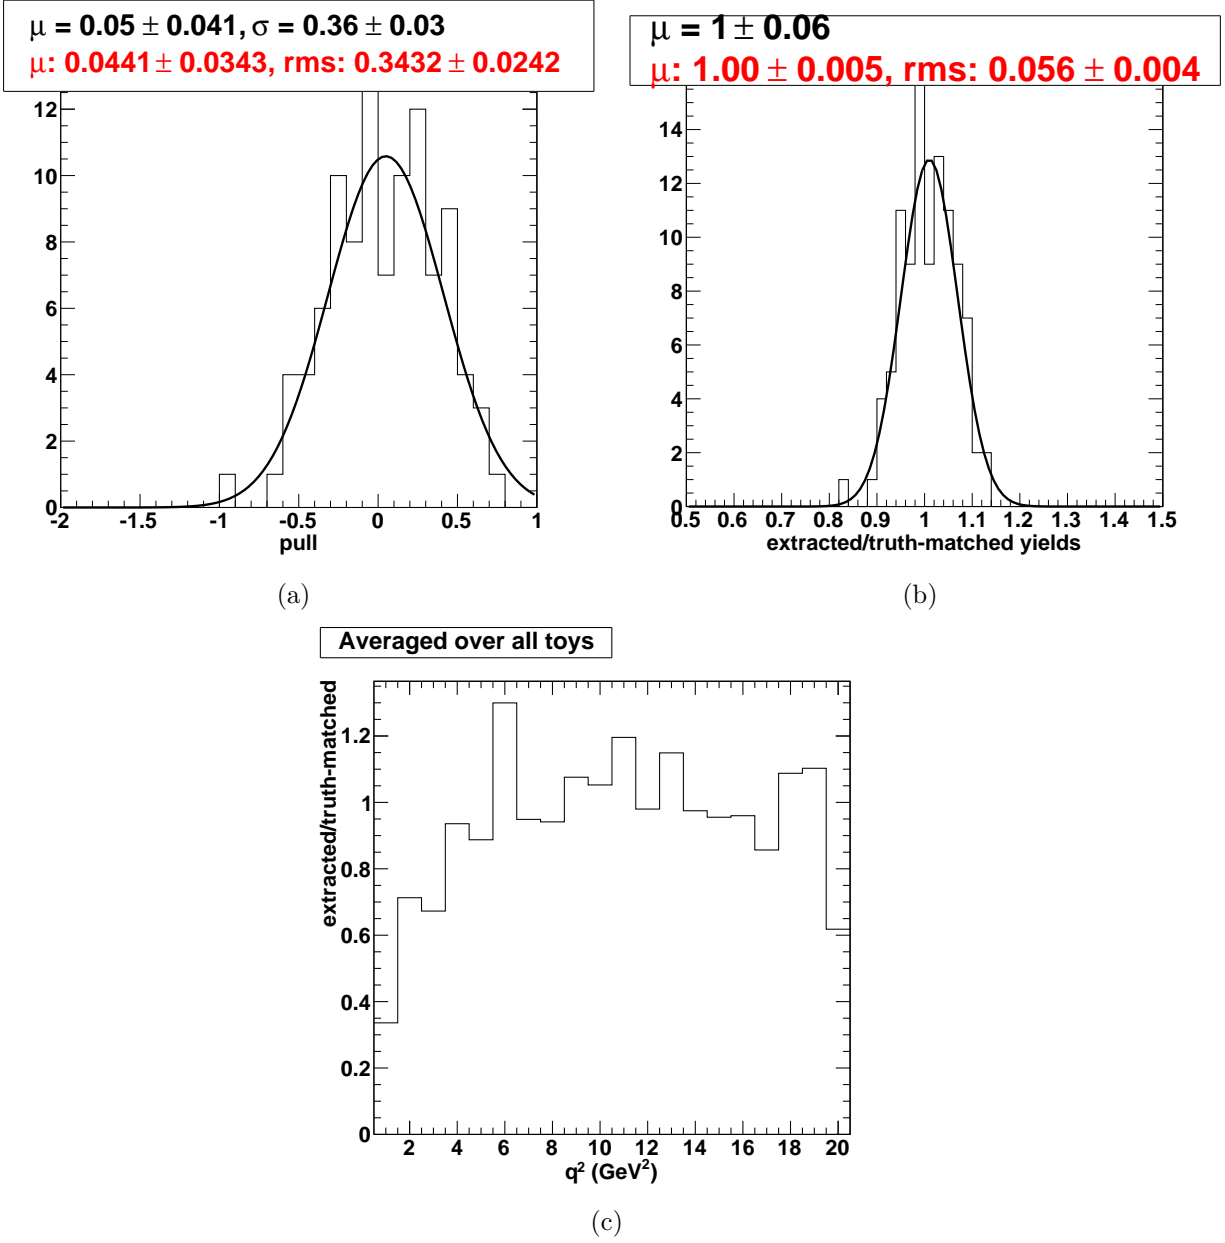 μ = 0.05 ± 0.041, σ = 0.36 ± 0.03
μ: 0.0441 ± 0.0343, rms: 0.3432 ± 0.0242
12
10
8
6
4
2
0
-2 -1.5 -1 -0.5 0 0.5 1
pull
(a)
μ = 1 ± 0.06
μ: 1.00 ± 0.005, rms: 0.056 ± 0.004
14
12
10
8
6
4
2
0
0.5 0.6 0.7 0.8 0.9 1 1.1 1.2 1.3 1.4 1.5
extracted/truth-matched yields
(b)
Averaged over all toys
extracted/truth-matched
1.2
1
0.8
0.6
0.4
0.2
0
2 4 6 8 10 12 14 16 18 20
q² (GeV²)
(c)